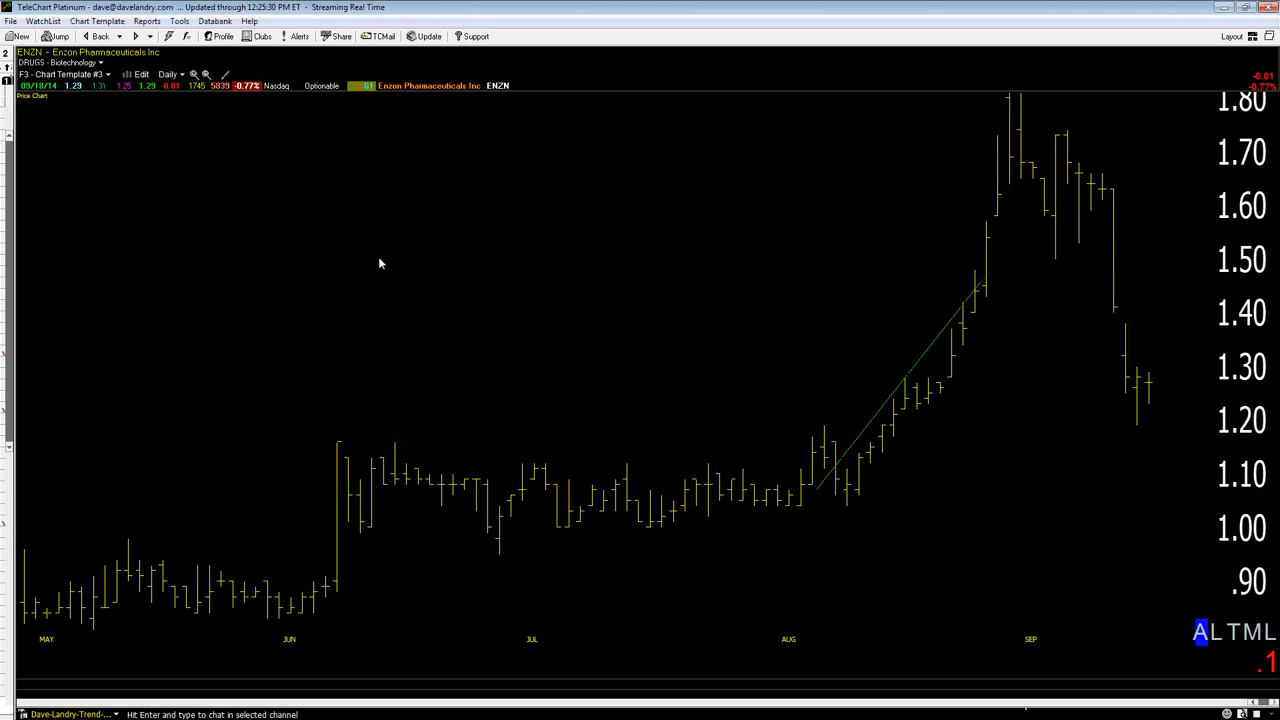 TeleChart Platinum - dave@davelandry.com ... Updated through 12:25:30 PM ET - Streaming Real Time
File WatchList Chart Template Reports Tools Databank Help
New Jump Back Profile Clubs Alerts Share TCMail Update Support Layout
2 ENZN - Enzon Pharmaceuticals Inc
DRUGS - Biotechnology
F3 - Chart Template #3 Edit Daily
-0.01
09/18/14 1.29 1.31 1.25 1.29 -0.01 1745 5839 -0.77% Nasdaq Optionable 61 Enzon Pharmaceuticals Inc ENZN
-0.77%
Price Chart
1.80
1.70
1.60
1.50
1.40
1.30
1.20
1.10
1.00
.90
ALTML
MAY JUN JUL AUG SEP
.1
Dave-Landry-Trend-... Hit Enter and type to chat in selected channel